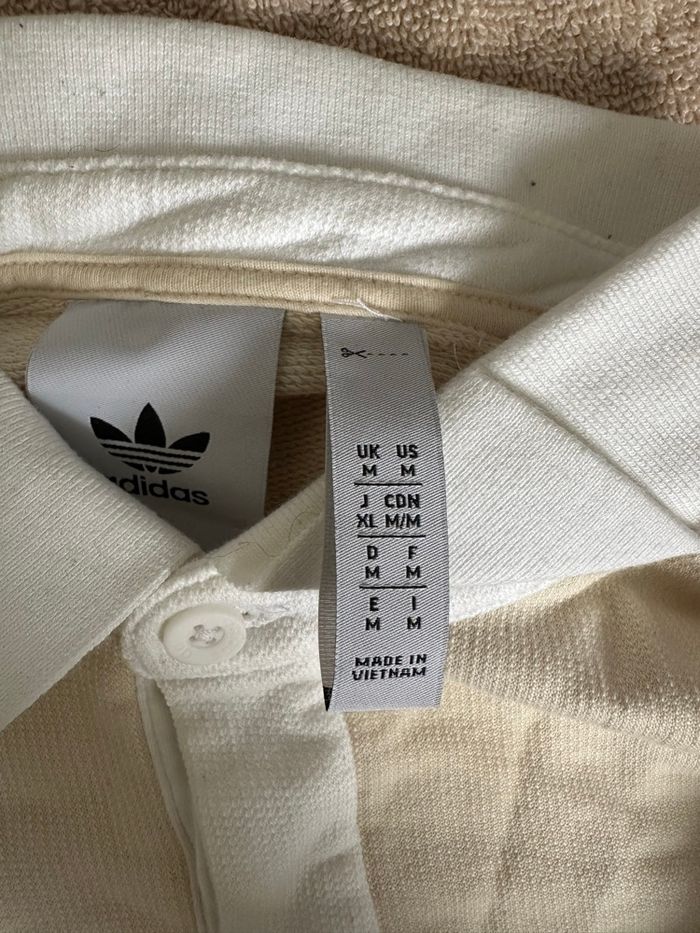 adidas
UK US
M M
J CDN
XL M/M
D F
M M
E I
M M
MADE IN
VIETNAM